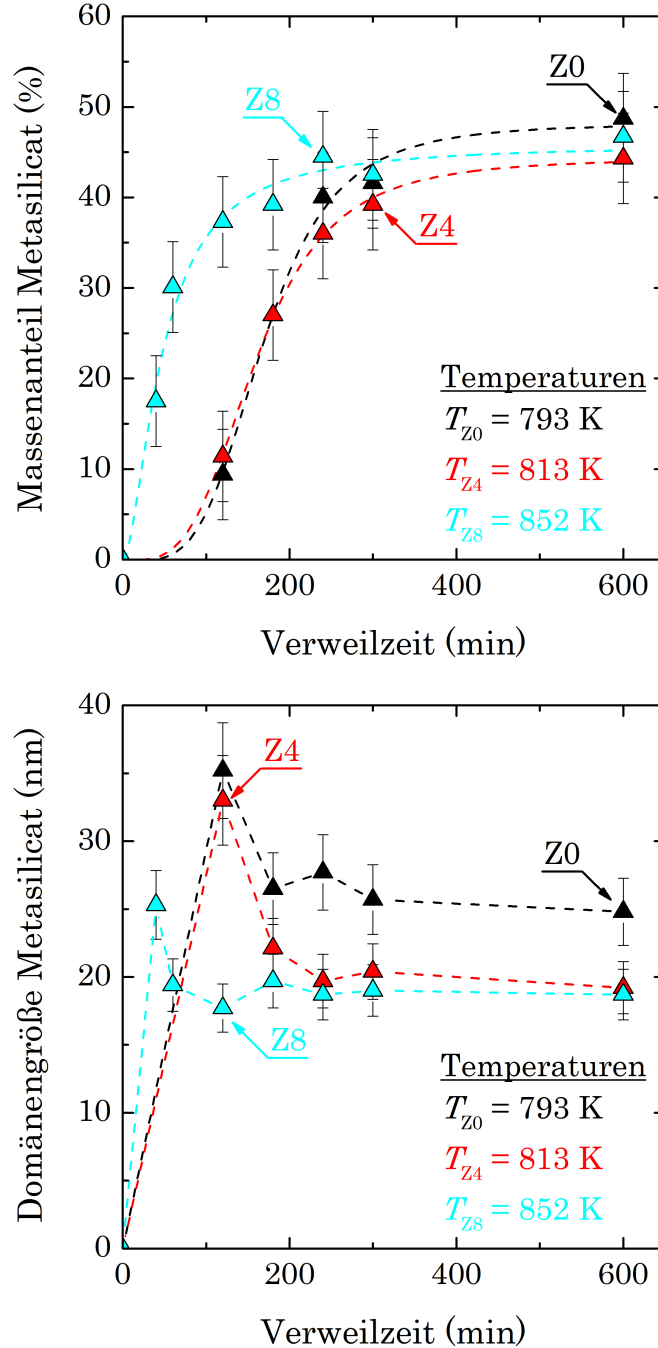 60
50
40
30
20
10
0
Massenanteil Metasilicat (%)
Z0
Z8
Z4
Temperaturen
T_Z0 = 793 K
T_Z4 = 813 K
T_Z8 = 852 K
0 200 400 600
Verweilzeit (min)
40
30
20
10
0
Domänengröße Metasilicat (nm)
Z4
Z0
Z8
Temperaturen
T_Z0 = 793 K
T_Z4 = 813 K
T_Z8 = 852 K
0 200 400 600
Verweilzeit (min)